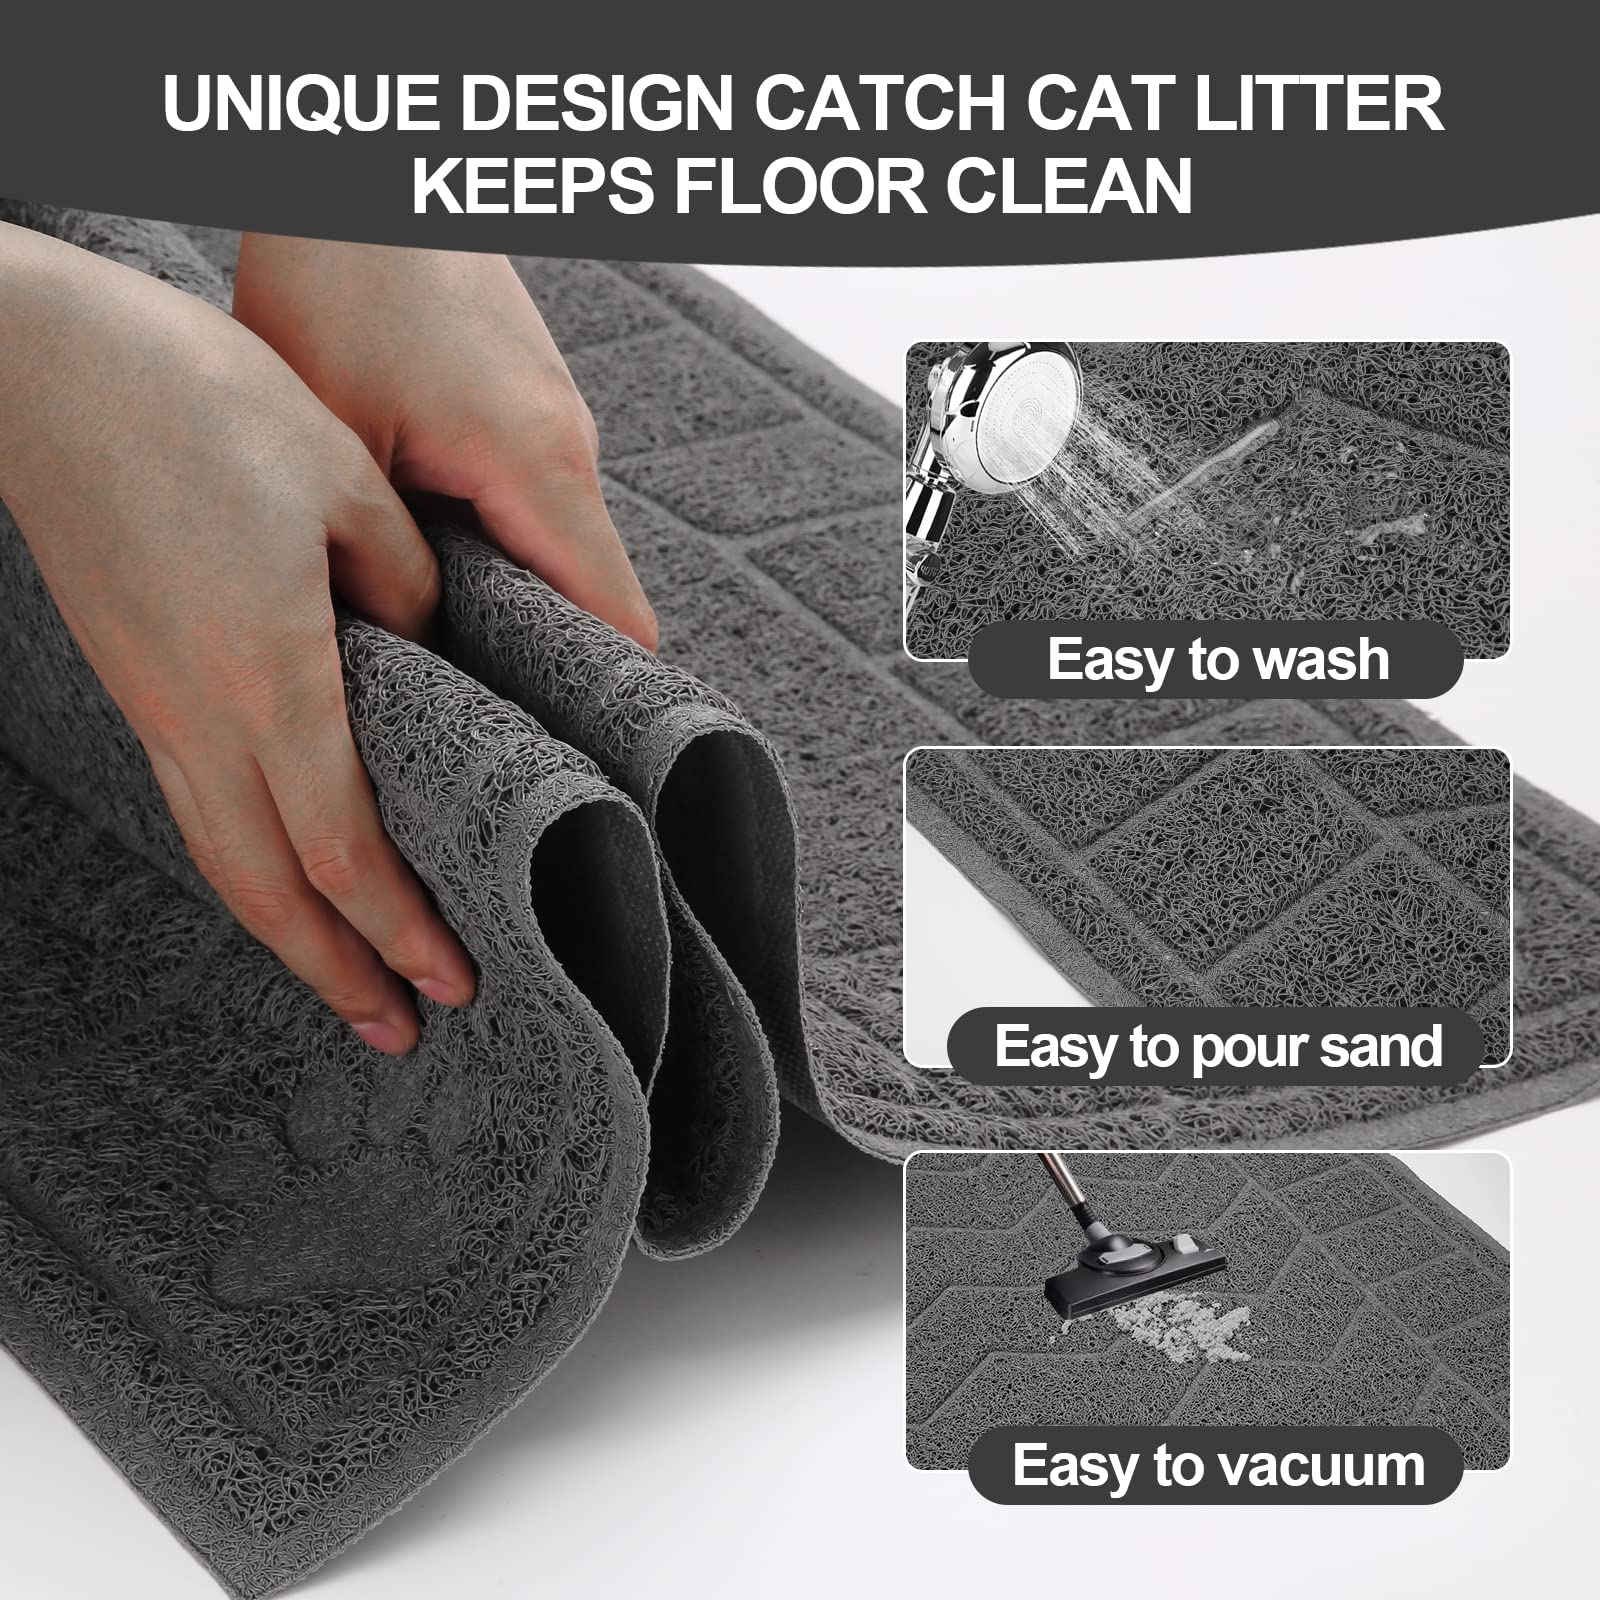 UNIQUE DESIGN CATCH CAT LITTER
KEEPS FLOOR CLEAN
Easy to wash
Easy to pour sand
Easy to vacuum